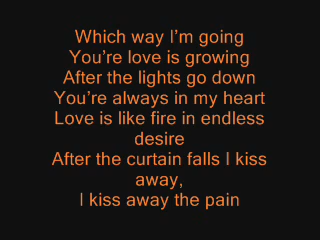 Which way I’m going
You’re love is growing
After the lights go down
You’re always in my heart
Love is like fire in endless
desire
After the curtain falls I kiss
away,
I kiss away the pain